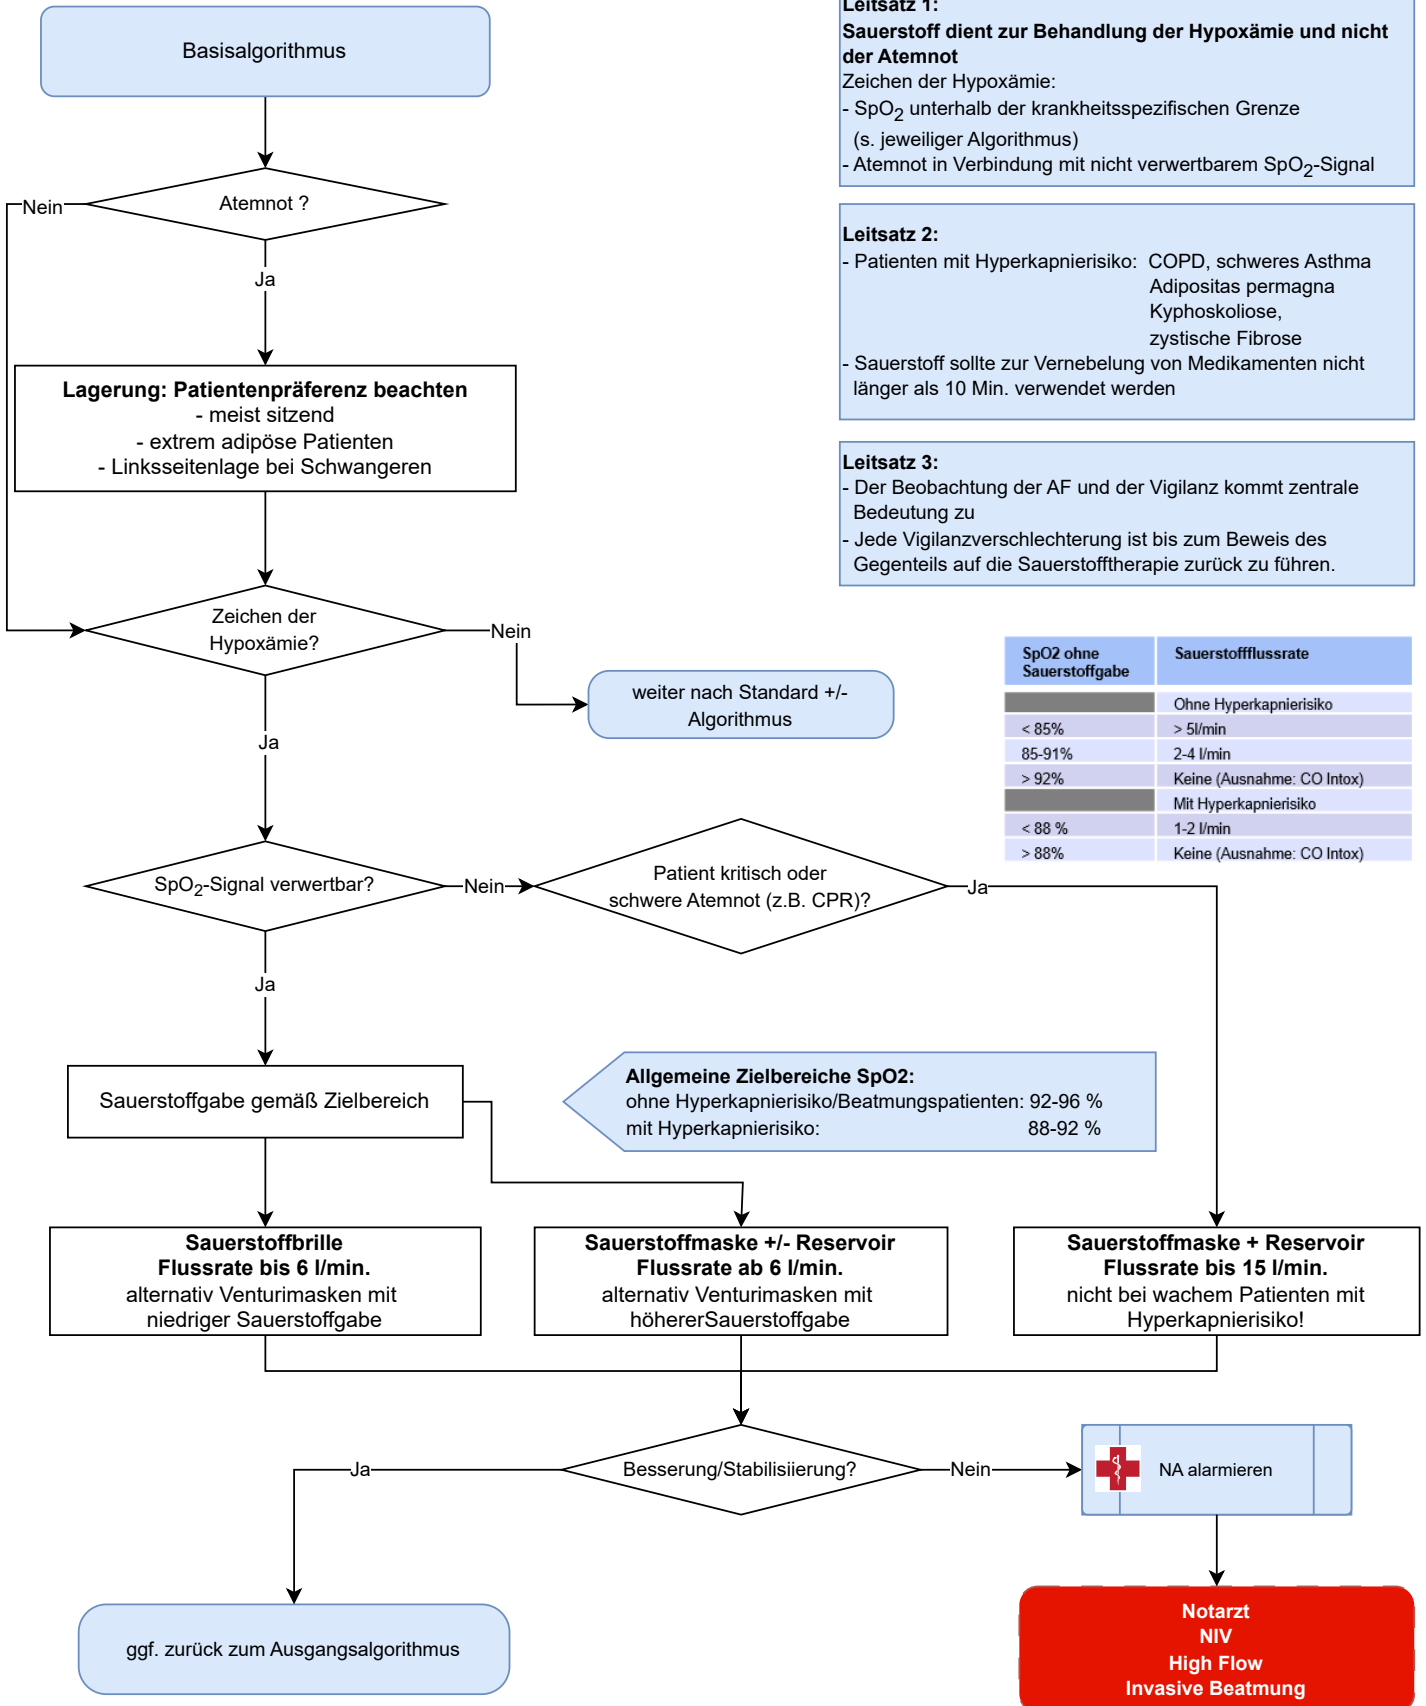 Basisalgorithmus
Leitsatz 1:
Sauerstoff dient zur Behandlung der Hypoxämie und nicht
der Atemnot
Zeichen der Hypoxämie:
- SpO2 unterhalb der krankheitsspezifischen Grenze
(s. jeweiliger Algorithmus)
- Atemnot in Verbindung mit nicht verwertbarem SpO2-Signal
Atemnot ?
Nein
Ja
Leitsatz 2:
- Patienten mit Hyperkapnierisiko: COPD, schweres Asthma
Adipositas permagna
Kyphoskoliose,
zystische Fibrose
- Sauerstoff sollte zur Vernebelung von Medikamenten nicht
länger als 10 Min. verwendet werden
Lagerung: Patientenpräferenz beachten
- meist sitzend
- extrem adipöse Patienten
- Linksseitenlage bei Schwangeren
Leitsatz 3:
- Der Beobachtung der AF und der Vigilanz kommt zentrale
Bedeutung zu
- Jede Vigilanzverschlechterung ist bis zum Beweis des
Gegenteils auf die Sauerstofftherapie zurück zu führen.
Zeichen der
Hypoxämie?
Nein
Ja
weiter nach Standard +/-
Algorithmus
SpO2 ohne Sauerstoffflussrate
Sauerstoffgabe
Ohne Hyperkapnierisiko
< 85% > 5l/min
85-91% 2-4 l/min
> 92% Keine (Ausnahme: CO Intox)
Mit Hyperkapnierisiko
< 88 % 1-2 l/min
> 88% Keine (Ausnahme: CO Intox)
SpO2-Signal verwertbar?
Nein
Ja
Patient kritisch oder
schwere Atemnot (z.B. CPR)?
Ja
Sauerstoffgabe gemäß Zielbereich
Allgemeine Zielbereiche SpO2:
ohne Hyperkapnierisiko/Beatmungspatienten: 92-96 %
mit Hyperkapnierisiko: 88-92 %
Sauerstoffbrille
Flussrate bis 6 l/min.
alternativ Venturimasken mit
niedriger Sauerstoffgabe
Sauerstoffmaske +/- Reservoir
Flussrate ab 6 l/min.
alternativ Venturimasken mit
höhererSauerstoffgabe
Sauerstoffmaske + Reservoir
Flussrate bis 15 l/min.
nicht bei wachem Patienten mit
Hyperkapnierisiko!
Besserung/Stabilisiierung?
Ja
Nein
NA alarmieren
ggf. zurück zum Ausgangsalgorithmus
Notarzt
NIV
High Flow
Invasive Beatmung